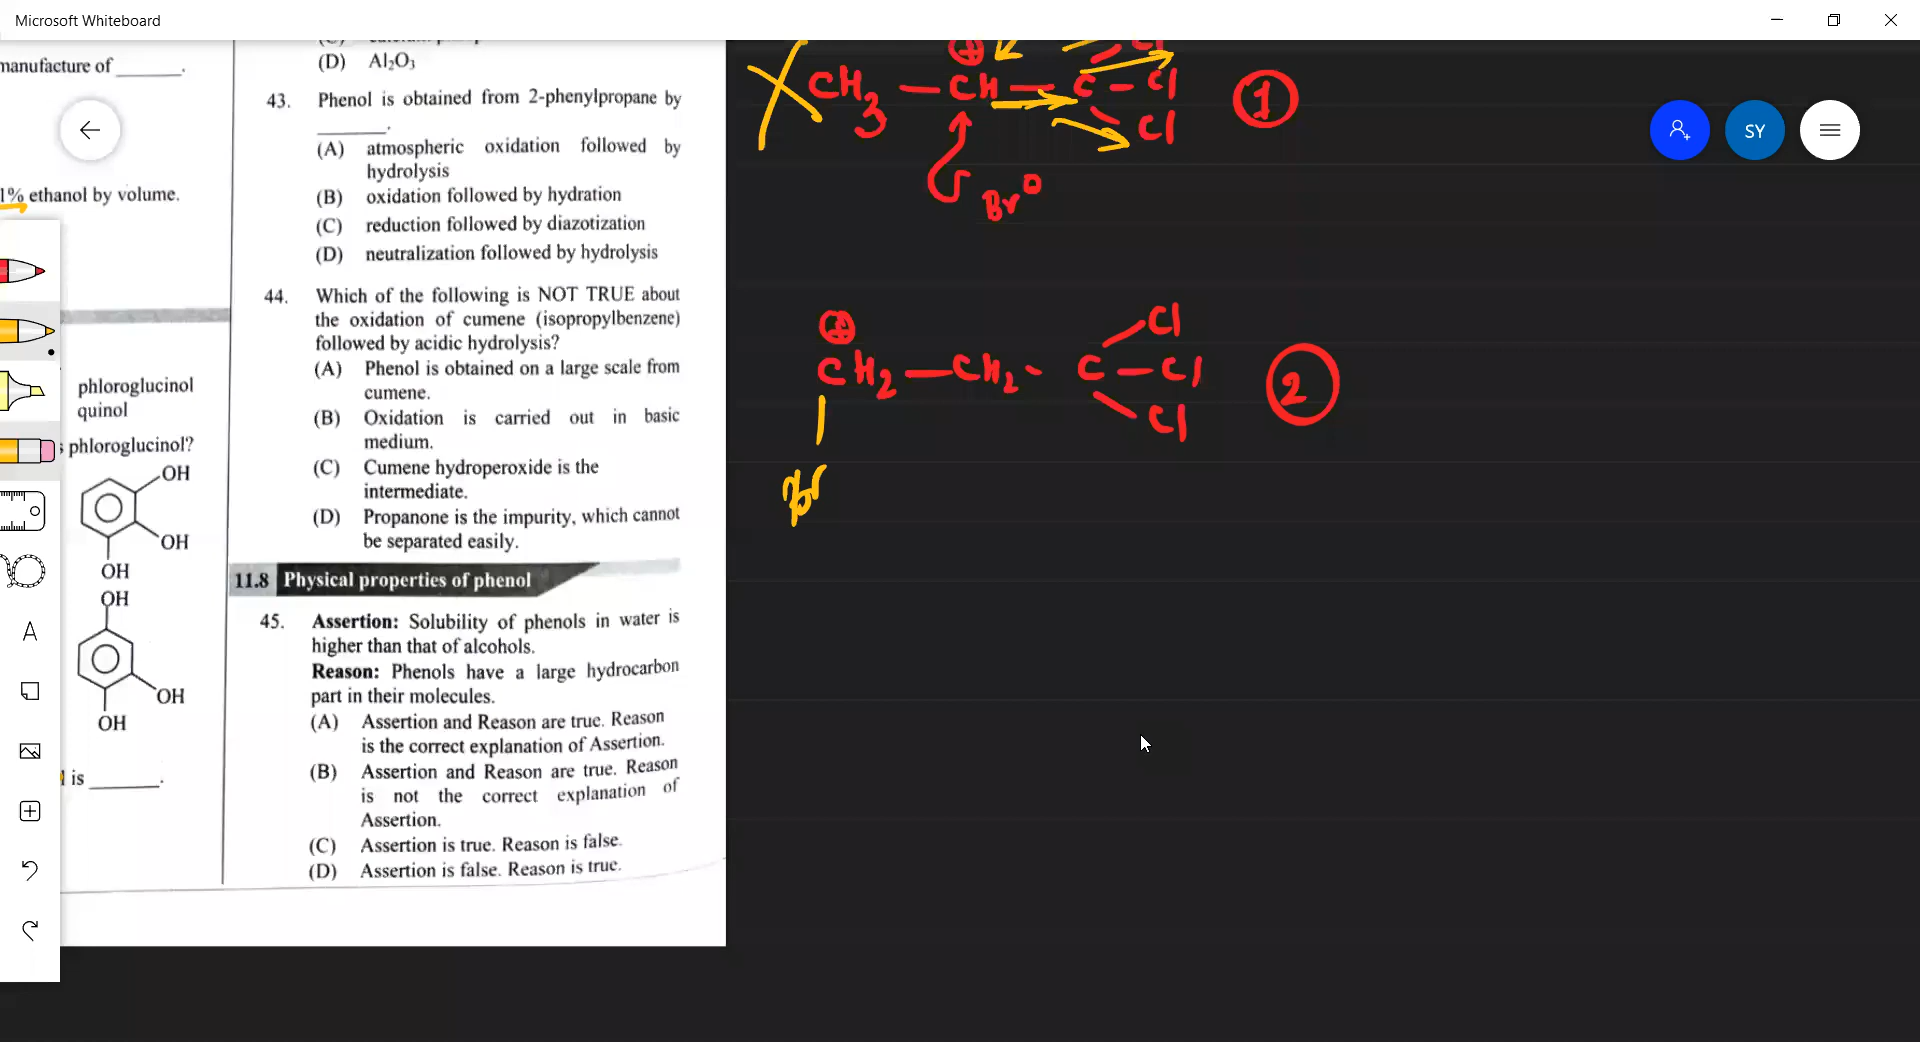 Microsoft Whiteboard
manufacture of ______.
1% ethanol by volume.
phloroglucinol
quinol
s phloroglucinol?
OH
OH
OH
OH
OH
OH
is ______.
(D) Al₂O₃
43. Phenol is obtained from 2-phenylpropane by
______.
(A) atmospheric oxidation followed by
hydrolysis
(B) oxidation followed by hydration
(C) reduction followed by diazotization
(D) neutralization followed by hydrolysis
44. Which of the following is NOT TRUE about
the oxidation of cumene (isopropylbenzene)
followed by acidic hydrolysis?
(A) Phenol is obtained on a large scale from
cumene.
(B) Oxidation is carried out in basic
medium.
(C) Cumene hydroperoxide is the
intermediate.
(D) Propanone is the impurity, which cannot
be separated easily.
11.8 Physical properties of phenol
45. Assertion: Solubility of phenols in water is
higher than that of alcohols.
Reason: Phenols have a large hydrocarbon
part in their molecules.
(A) Assertion and Reason are true. Reason
is the correct explanation of Assertion.
(B) Assertion and Reason are true. Reason
is not the correct explanation of
Assertion.
(C) Assertion is true. Reason is false.
(D) Assertion is false. Reason is true.
⊕ Cl
CH3 — CH — C – Cl 1
Cl
Br
⊕ Cl
CH2 — CH2 - C — Cl 2
Cl
Br
SY
A